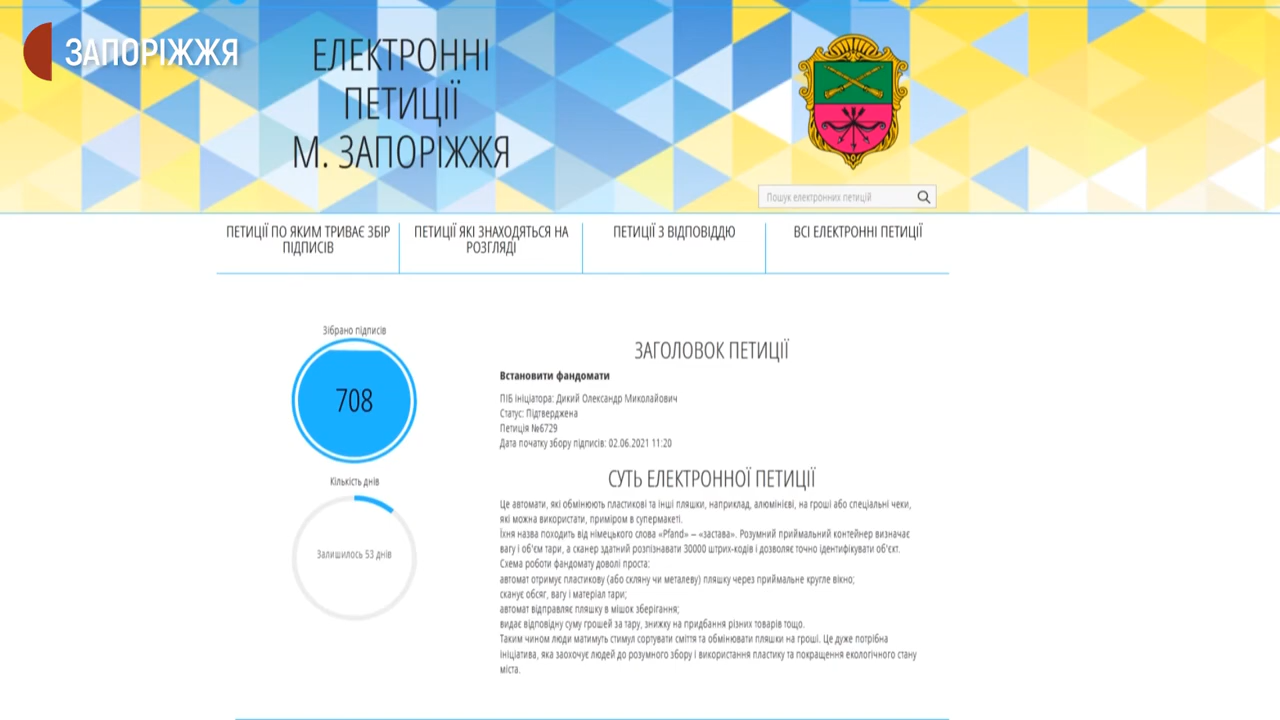 ЗАПОРІЖЖЯ
ЕЛЕКТРОННІ
ПЕТИЦІЇ
М. ЗАПОРІЖЖЯ
Пошук електронних петицій
ПЕТИЦІЇ ПО ЯКИМ ТРИВАЄ ЗБІР
ПІДПИСІВ
ПЕТИЦІЇ ЯКІ ЗНАХОДЯТЬСЯ НА
РОЗГЛЯДІ
ПЕТИЦІЇ З ВІДПОВІДДЮ
ВСІ ЕЛЕКТРОННІ ПЕТИЦІЇ
Зібрано підписів
708
Кількість днів
Залишилось 53 днів
ЗАГОЛОВОК ПЕТИЦІЇ
Встановити фандомати
ПІБ ініціатора: Дикий Олександр Миколайович
Статус: Підтверджена
Петиція №6729
Дата початку збору підписів: 02.06.2021 11:20
СУТЬ ЕЛЕКТРОННОЇ ПЕТИЦІЇ
Це автомати, які обмінюють пластикові та інші пляшки, наприклад, алюмінієві, на гроші або спеціальні чеки,
які можна використати, приміром в супермакеті.
Їхня назва походить від німецького слова «Pfand» – «застава». Розумний приймальний контейнер визначає
вагу і об'єм тари, а сканер здатний розпізнавати 30000 штрих-кодів і дозволяє точно ідентифікувати об'єкт.
Схема роботи фандомату доволі проста:
автомат отримує пластикову (або скляну чи металеву) пляшку через приймальне кругле вікно;
сканує обсяг, вагу і матеріал тари;
автомат відправляє пляшку в мішок зберігання;
видає відповідну суму грошей за тару, знижку на придбання різних товарів тощо.
Таким чином люди матимуть стимул сортувати сміття та обмінювати пляшки на гроші. Це дуже потрібна
ініціатива, яка заохочує людей до розумного збору і використання пластику та покращення екологічного стану
міста.